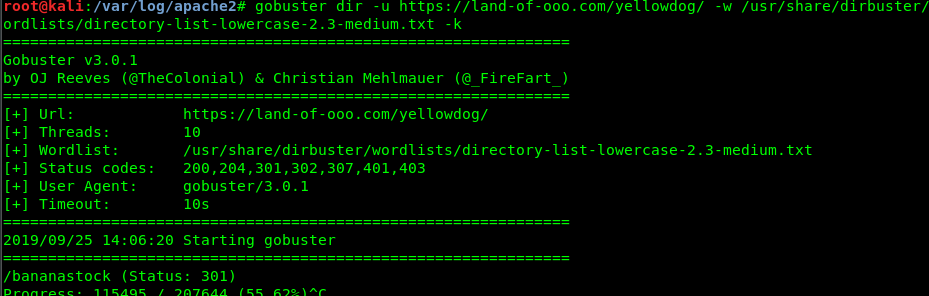 root@kali:/var/log/apache2# gobuster dir -u https://land-of-ooo.com/yellowdog/ -w /usr/share/dirbuster/
ordlists/directory-list-lowercase-2.3-medium.txt -k
===============================================================
Gobuster v3.0.1
by OJ Reeves (@TheColonial) & Christian Mehlmauer (@_FireFart_)
===============================================================
[+] Url:            https://land-of-ooo.com/yellowdog/
[+] Threads:        10
[+] Wordlist:       /usr/share/dirbuster/wordlists/directory-list-lowercase-2.3-medium.txt
[+] Status codes:   200,204,301,302,307,401,403
[+] User Agent:     gobuster/3.0.1
[+] Timeout:        10s
===============================================================
2019/09/25 14:06:20 Starting gobuster
===============================================================
/bananastock (Status: 301)
Progress: 115495 / 207644 (55.62%)^C